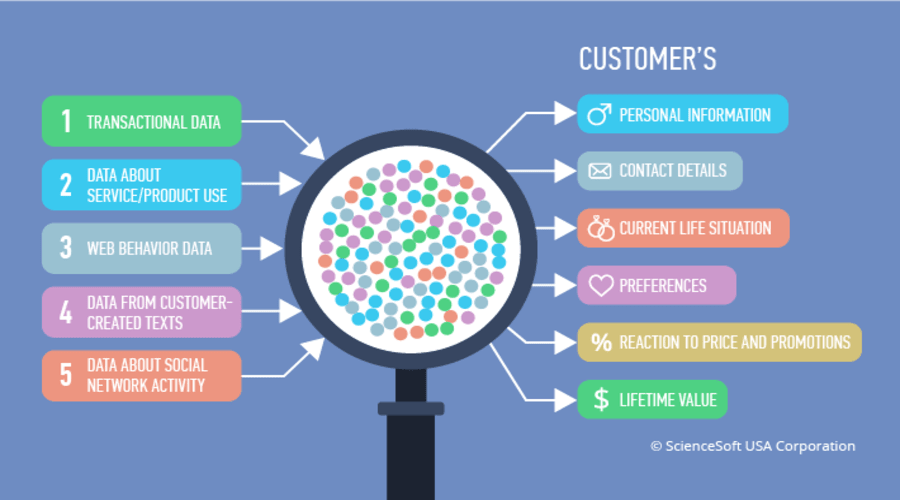 CUSTOMER'S
1 TRANSACTIONAL DATA
2 DATA ABOUT
SERVICE/PRODUCT USE
3 WEB BEHAVIOR DATA
4 DATA FROM CUSTOMER-
CREATED TEXTS
5 DATA ABOUT SOCIAL
NETWORK ACTIVITY
PERSONAL INFORMATION
CONTACT DETAILS
CURRENT LIFE SITUATION
PREFERENCES
% REACTION TO PRICE AND PROMOTIONS
$ LIFETIME VALUE
© ScienceSoft USA Corporation